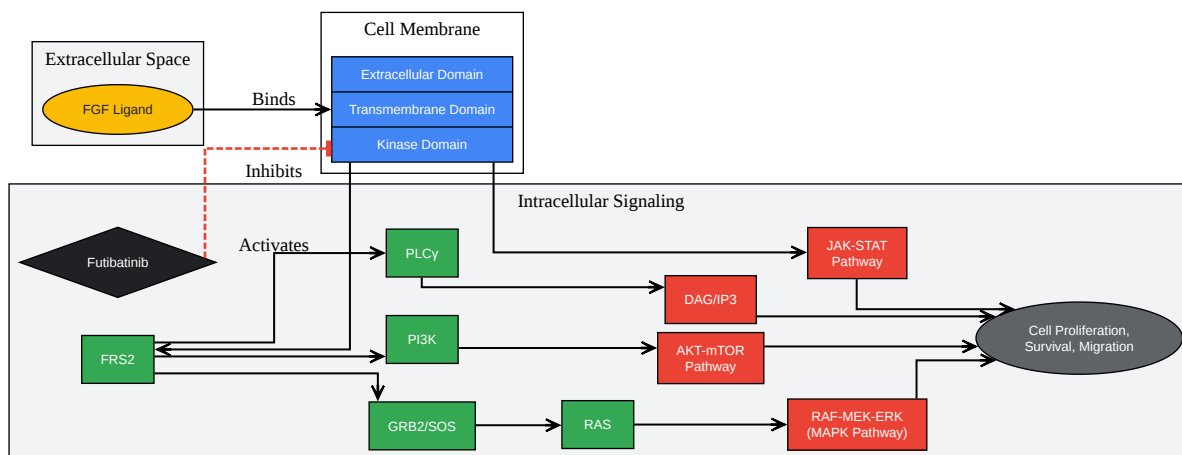 Cell Membrane
Extracellular Space
Extracellular Domain
FGF Ligand
Binds
Transmembrane Domain
Kinase Domain
Inhibits
Intracellular Signaling
Futibatinib
Activates
PLCγ
JAK-STAT
Pathway
DAG/IP3
FRS2
PI3K
AKT-mTOR
Pathway
Cell Proliferation,
Survival, Migration
GRB2/SOS
RAS
RAF-MEK-ERK
(MAPK Pathway)